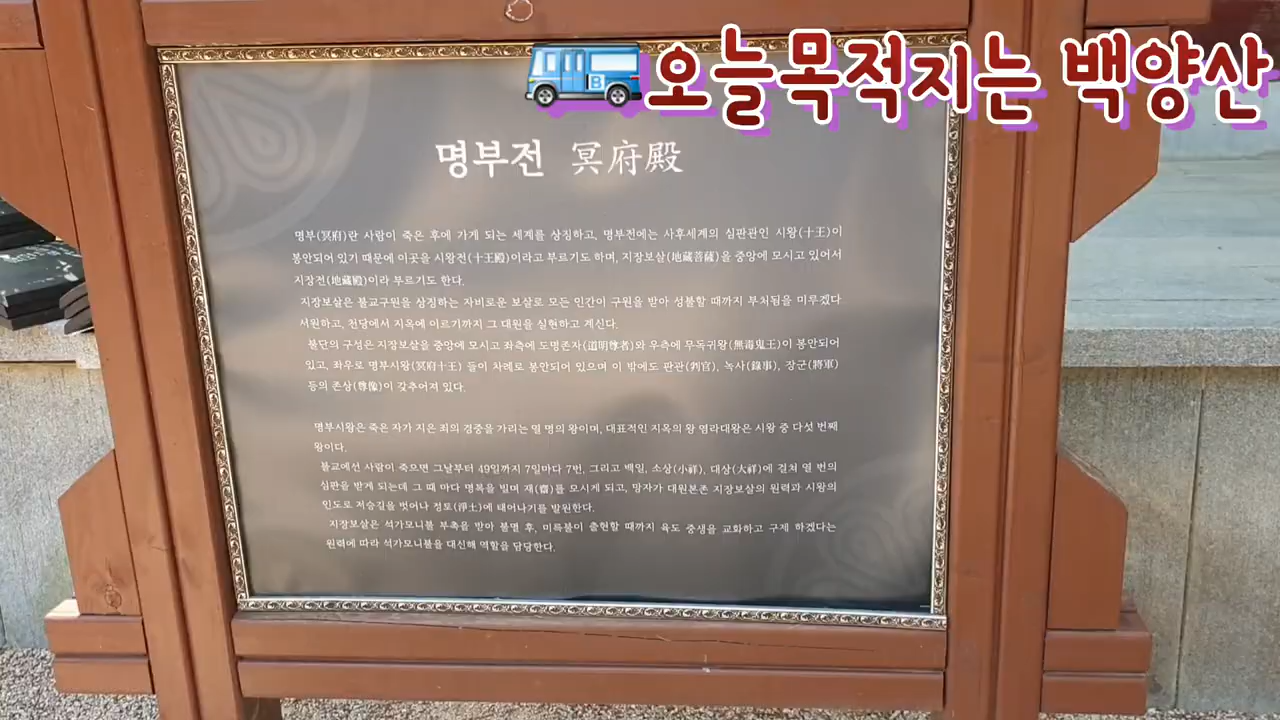 오늘목적지는 백양산
B
명부전 冥府殿
명부(冥府)란 사람이 죽은 후에 가게 되는 세계를 상징하고, 명부전에는 사후세계의 심판관인 시왕(十王)이
봉안되어 있기 때문에 이곳을 시왕전(十王殿)이라고 부르기도 하며, 지장보살(地藏菩薩)을 중앙에 모시고 있어서
지장전(地藏殿)이라 부르기도 한다.
지장보살은 불교구원을 상징하는 자비로운 보살로 모든 인간이 구원을 받아 성불할 때까지 부처됨을 미루겠다
서원하고, 천당에서 지옥에 이르기까지 그 대원을 실현하고 계신다.
불단의 구성은 지장보살을 중앙에 모시고 좌측에 도명존자(道明尊者)와 우측에 무독귀왕(無毒鬼王)이 봉안되어
있고, 좌우로 명부시왕(冥府十王) 들이 차례로 봉안되어 있으며 이 밖에도 판관(判官), 녹사(錄事), 장군(將軍)
등의 존상(尊像)이 갖추어져 있다.
명부시왕은 죽은 자가 지은 죄의 경중을 가리는 열 명의 왕이며, 대표적인 지옥의 왕 염라대왕은 시왕 중 다섯 번째
왕이다.
불교에선 사람이 죽으면 그날부터 49일까지 7일마다 7번, 그리고 백일, 소상(小祥), 대상(大祥)에 걸쳐 열 번의
심판을 받게 되는데 그 때 마다 명복을 빌며 재(齋)를 모시게 되고, 망자가 대원본존 지장보살의 원력과 시왕의
인도로 저승길을 벗어나 정토(淨土)에 태어나기를 발원한다.
지장보살은 석가모니불 부촉을 받아 불멸 후, 미륵불이 출현할 때까지 육도 중생을 교화하고 구제 하겠다는
원력에 따라 석가모니불을 대신해 역할을 담당한다.